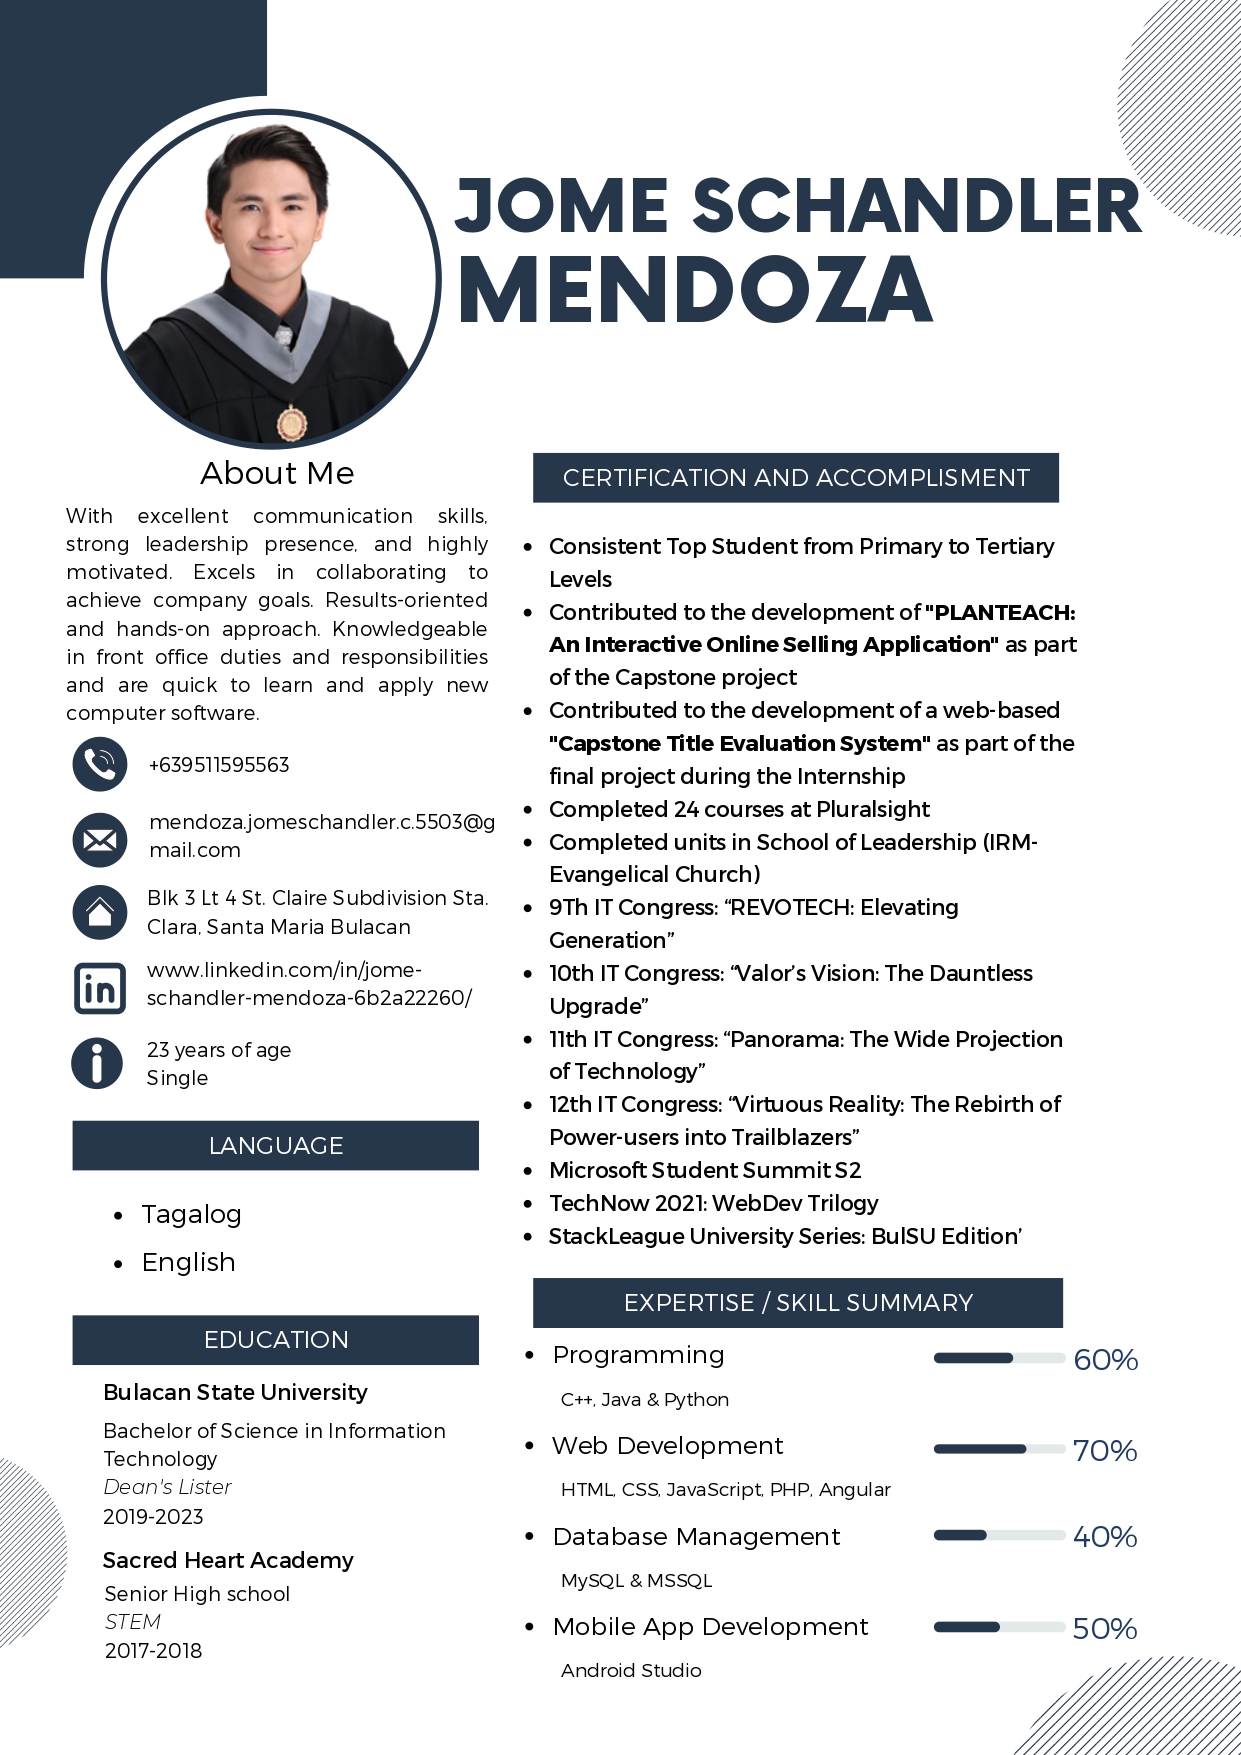 JOME SCHANDLER
MENDOZA
About Me
With excellent communication skills,
strong leadership presence, and highly
motivated. Excels in collaborating to
achieve company goals. Results-oriented
and hands-on approach. Knowledgeable
in front office duties and responsibilities
and are quick to learn and apply new
computer software.
+639511595563
mendoza.jomeschandler.c.5503@g
mail.com
Blk 3 Lt 4 St. Claire Subdivision Sta.
Clara, Santa Maria Bulacan
www.linkedin.com/in/jome-
schandler-mendoza-6b2a22260/
23 years of age
Single
LANGUAGE
• Tagalog
• English
EDUCATION
Bulacan State University
Bachelor of Science in Information
Technology
Dean's Lister
2019-2023
Sacred Heart Academy
Senior High school
STEM
2017-2018
CERTIFICATION AND ACCOMPLISMENT
• Consistent Top Student from Primary to Tertiary
Levels
• Contributed to the development of "PLANTEACH:
An Interactive Online Selling Application" as part
of the Capstone project
• Contributed to the development of a web-based
"Capstone Title Evaluation System" as part of the
final project during the Internship
• Completed 24 courses at Pluralsight
• Completed units in School of Leadership (IRM-
Evangelical Church)
• 9Th IT Congress: “REVOTECH: Elevating
Generation”
• 10th IT Congress: “Valor’s Vision: The Dauntless
Upgrade”
• 11th IT Congress: “Panorama: The Wide Projection
of Technology”
• 12th IT Congress: “Virtuous Reality: The Rebirth of
Power-users into Trailblazers”
• Microsoft Student Summit S2
• TechNow 2021: WebDev Trilogy
• StackLeague University Series: BulSU Edition’
EXPERTISE / SKILL SUMMARY
• Programming 60%
C++, Java & Python
• Web Development 70%
HTML, CSS, JavaScript, PHP, Angular
• Database Management 40%
MySQL & MSSQL
• Mobile App Development 50%
Android Studio